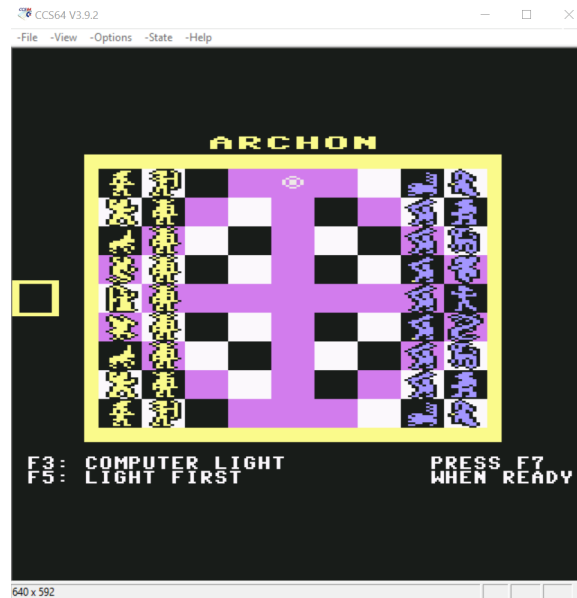 CCS64 V3.9.2
-File -View -Options -State -Help
ARCHON
F3: COMPUTER LIGHT PRESS F7
F5: LIGHT FIRST WHEN READY
640 x 592